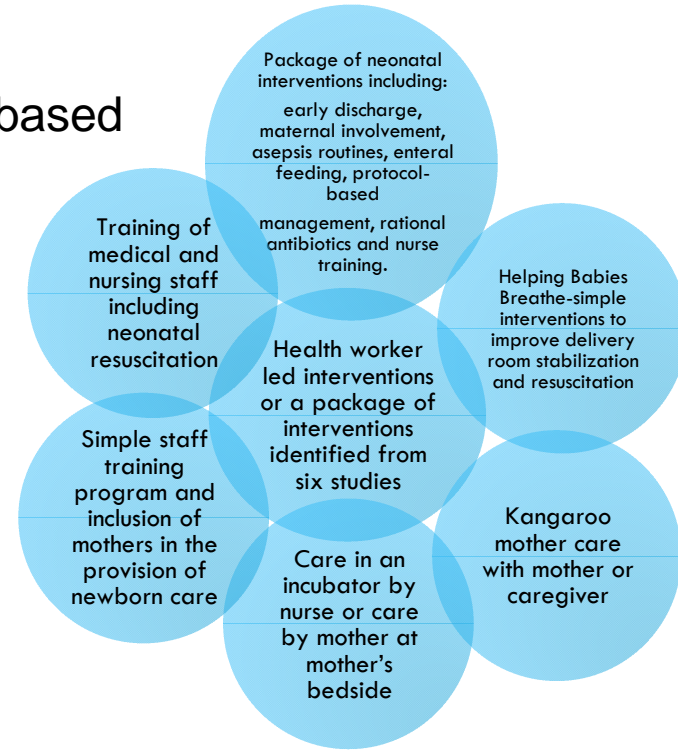 based
Package of neonatal
interventions including:
early discharge,
maternal involvement,
asepsis routines, enteral
feeding, protocol-
based
management, rational
antibiotics and nurse
training.
Training of
medical and
nursing staff
including
neonatal
resuscitation
Helping Babies
Breathe-simple
interventions to
improve delivery
room stabilization
and resuscitation
Health worker
led interventions
or a package of
interventions
identified from
six studies
Simple staff
training
program and
inclusion of
mothers in the
provision of
newborn care
Kangaroo
mother care
with mother or
caregiver
Care in an
incubator by
nurse or care
by mother at
mother’s
bedside